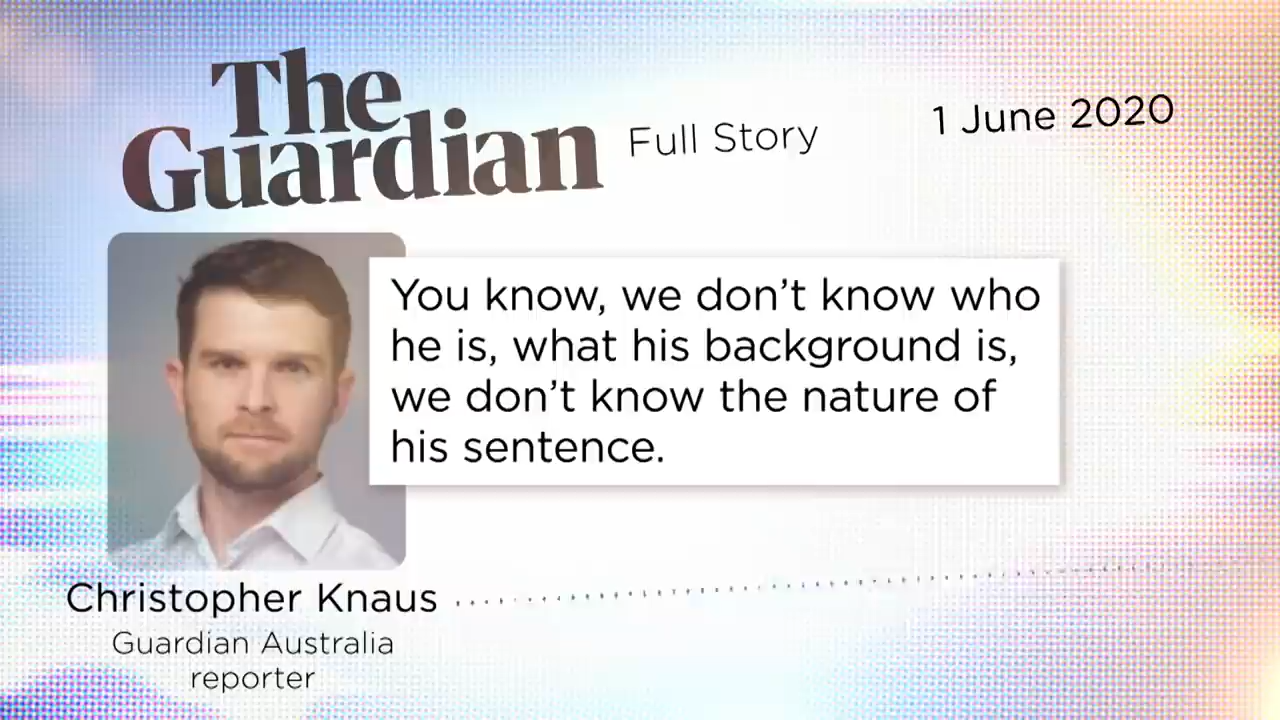 The
Guardian
Full Story
1 June 2020
You know, we don’t know who
he is, what his background is,
we don’t know the nature of
his sentence.
Christopher Knaus
Guardian Australia
reporter